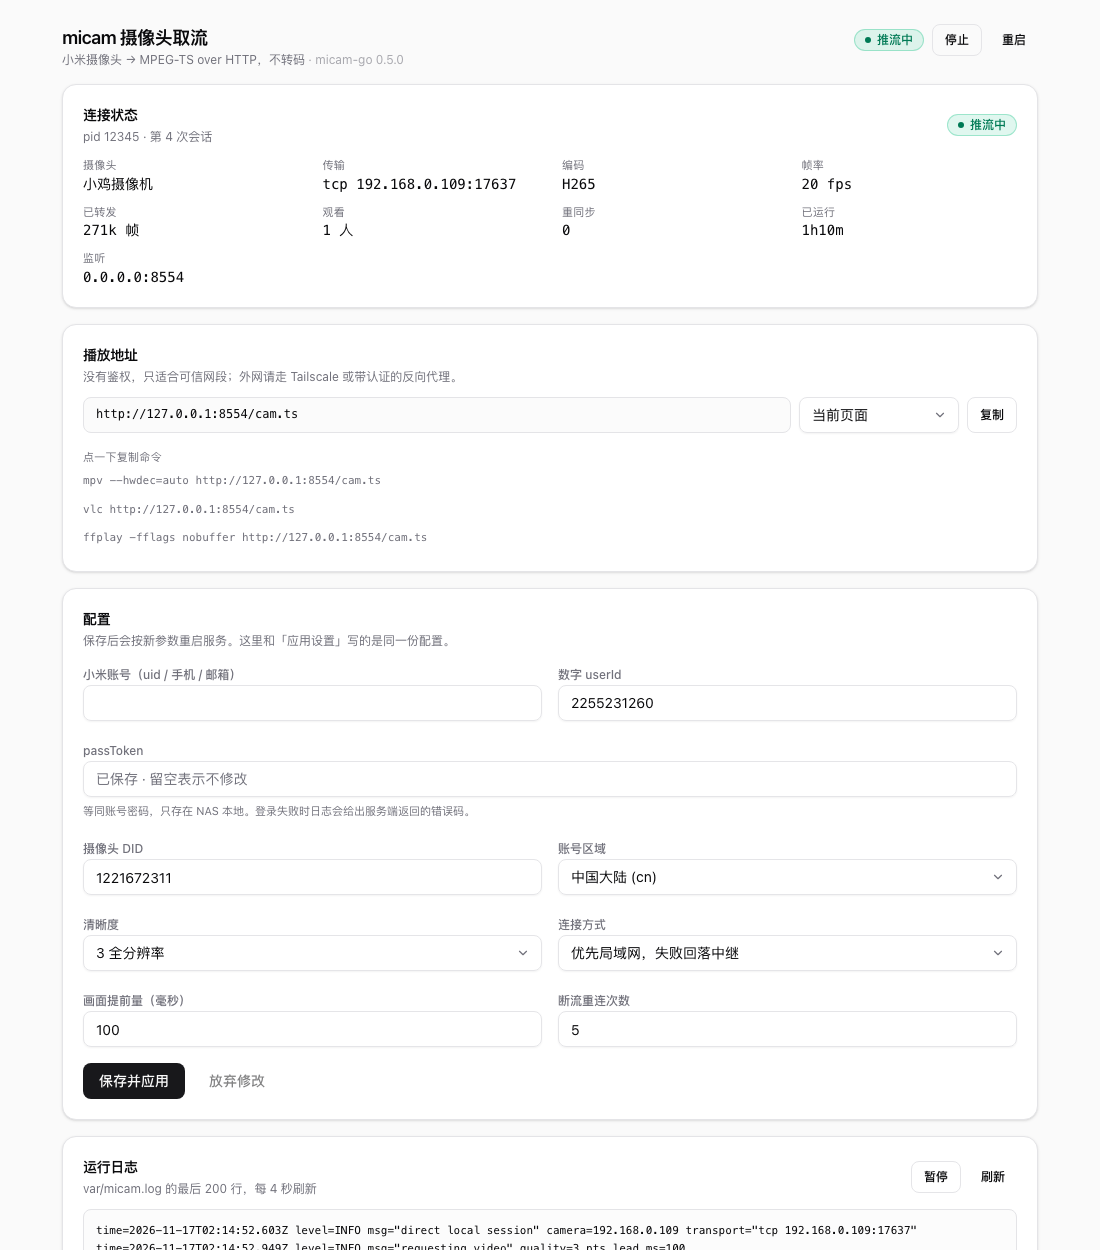 micam 摄像头取流
小米摄像头 → MPEG-TS over HTTP，不转码 · micam-go 0.5.0
推流中
停止
重启
连接状态
pid 12345 · 第 4 次会话
推流中
摄像头
传输
编码
帧率
小鸡摄像机
tcp 192.168.0.109:17637
H265
20 fps
已转发
观看
重同步
已运行
271k 帧
1 人
0
1h10m
监听
0.0.0.0:8554
播放地址
没有鉴权，只适合可信网段；外网请走 Tailscale 或带认证的反向代理。
http://127.0.0.1:8554/cam.ts
当前页面
复制
点一下复制命令
mpv --hwdec=auto http://127.0.0.1:8554/cam.ts
vlc http://127.0.0.1:8554/cam.ts
ffplay -fflags nobuffer http://127.0.0.1:8554/cam.ts
配置
保存后会按新参数重启服务。这里和「应用设置」写的是同一份配置。
小米账号（uid / 手机 / 邮箱）
数字 userId
2255231260
passToken
已保存 · 留空表示不修改
等同账号密码，只存在 NAS 本地。登录失败时日志会给出服务端返回的错误码。
摄像头 DID
账号区域
1221672311
中国大陆 (cn)
清晰度
连接方式
3 全分辨率
优先局域网，失败回落中继
画面提前量（毫秒）
断流重连次数
100
5
保存并应用
放弃修改
运行日志
var/micam.log 的最后 200 行，每 4 秒刷新
暂停
刷新
time=2026-11-17T02:14:52.603Z level=INFO msg="direct local session" camera=192.168.0.109 transport="tcp 192.168.0.109:17637"
time=2026-11-17T02:14:52.949Z level=INFO msg="requesting video" quality=3 pts_lead_ms=100